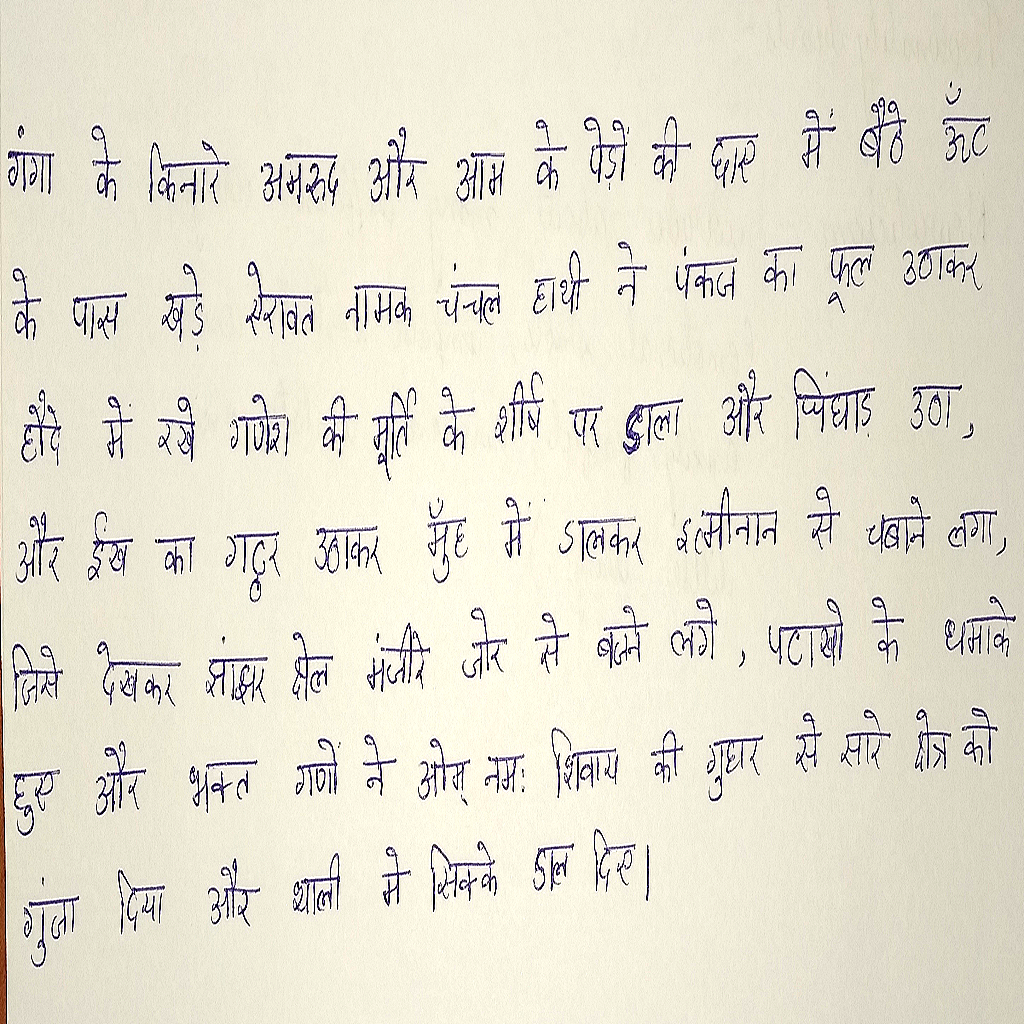 गंगा के किनारे अमरूद और आम के पेड़ों की छाए में बैठे ऊँट
के पास खड़े ऐरावत नामक चंचल हाथी ने पंकज का फूल उठाकर
हौदे में रखे गणेश की मूर्ति के शीर्ष पर डाला और चिंघाड़ उठा,
और ईख का गट्ठर उठाकर मुँह में डालकर इत्मीनान से चबाने लगा,
जिसे देखकर झांझर ढोल मंजीरे जोर से बजने लगे, पटाखो के धमाके
हुए और भक्त गणों ने ओम् नमः शिवाय की गुहार से सारे क्षेत्र को
गुंजा दिया और थाली मे सिक्के डाल दिए।